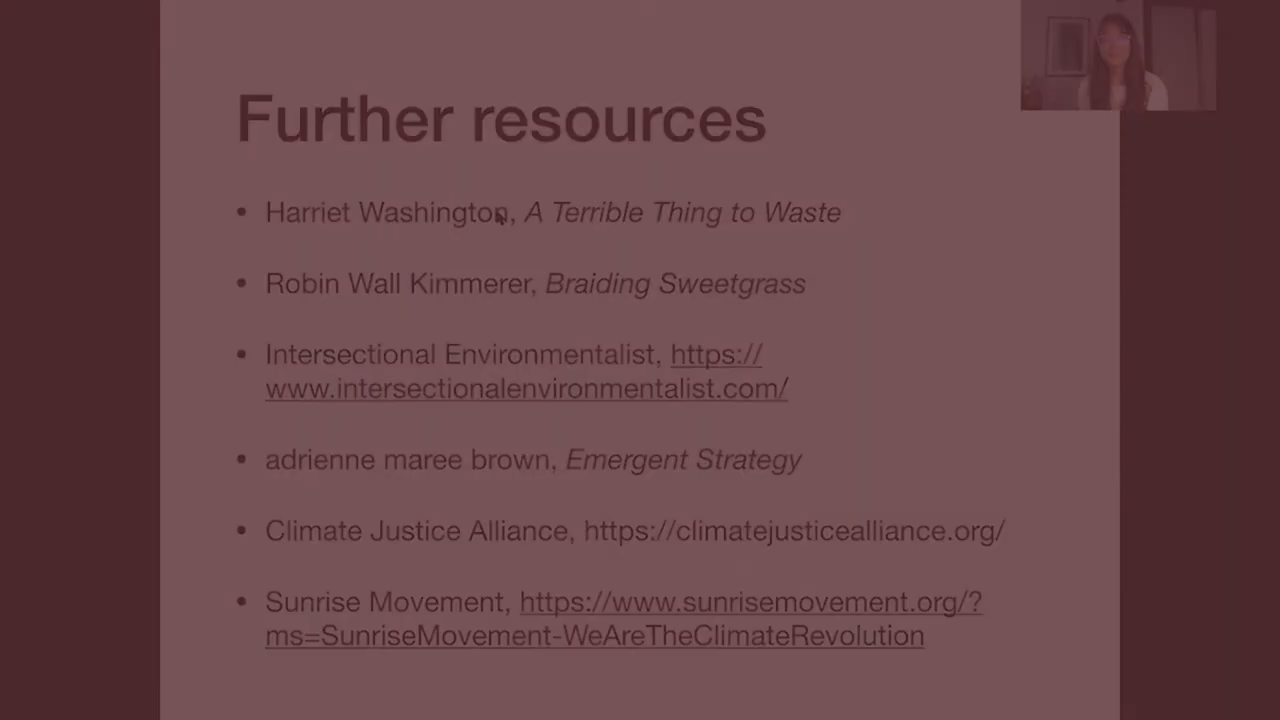 Further resources
• Harriet Washington, A Terrible Thing to Waste
• Robin Wall Kimmerer, Braiding Sweetgrass
• Intersectional Environmentalist, https://
www.intersectionalenvironmentalist.com/
• adrienne maree brown, Emergent Strategy
• Climate Justice Alliance, https://climatejusticealliance.org/
• Sunrise Movement, https://www.sunrisemovement.org/?
ms=SunriseMovement-WeAreTheClimateRevolution